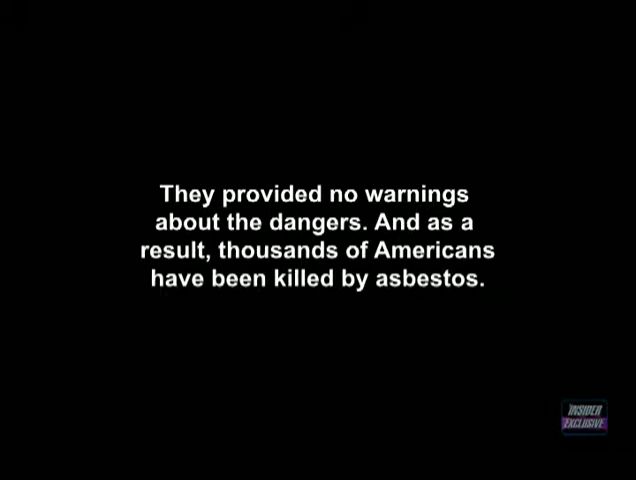 They provided no warnings
about the dangers. And as a
result, thousands of Americans
have been killed by asbestos.
INSIDER
EXCLUSIVE